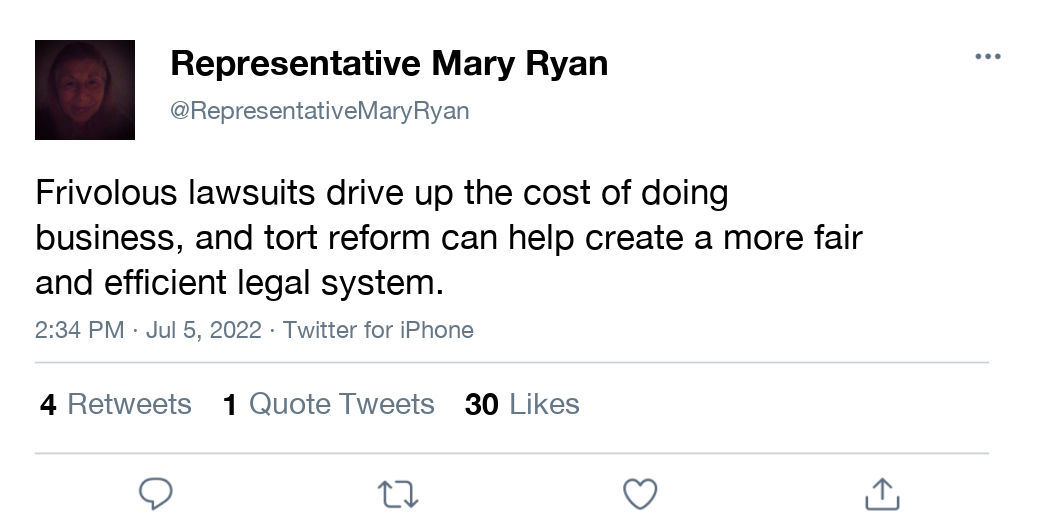 Representative Mary Ryan
@RepresentativeMaryRyan
Frivolous lawsuits drive up the cost of doing
business, and tort reform can help create a more fair
and efficient legal system.
2:34 PM · Jul 5, 2022 · Twitter for iPhone
4 Retweets 1 Quote Tweets 30 Likes